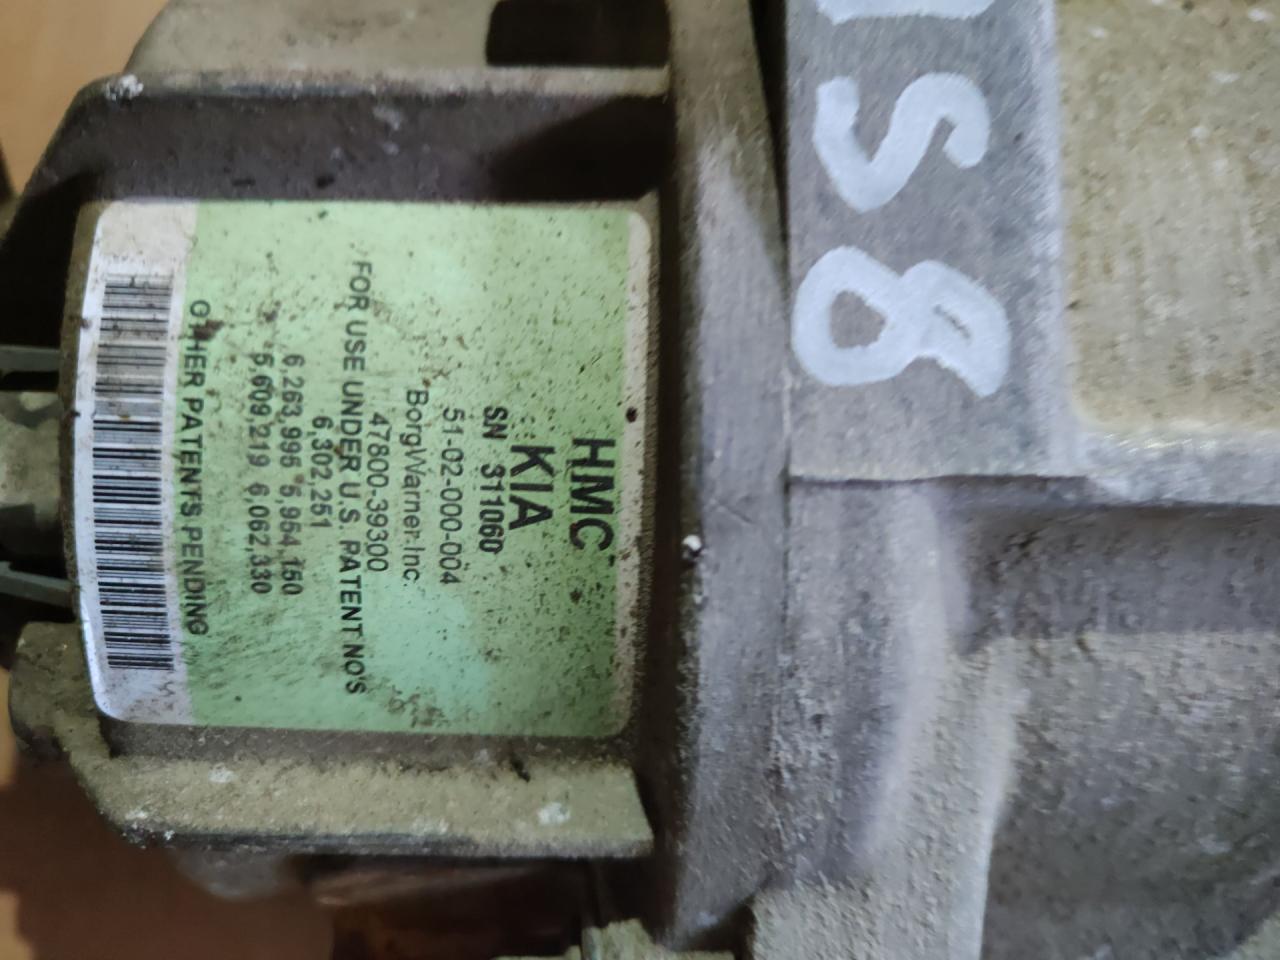 HMC
KIA
SN 311060
51-02-000-004
BorgWarner Inc.
47800-39300
FOR USE UNDER U.S. PATENT NO'S
6,302,251
6,263,995 5,954,150
5,609,219 6,062,330
OTHER PATENTS PENDING
S8